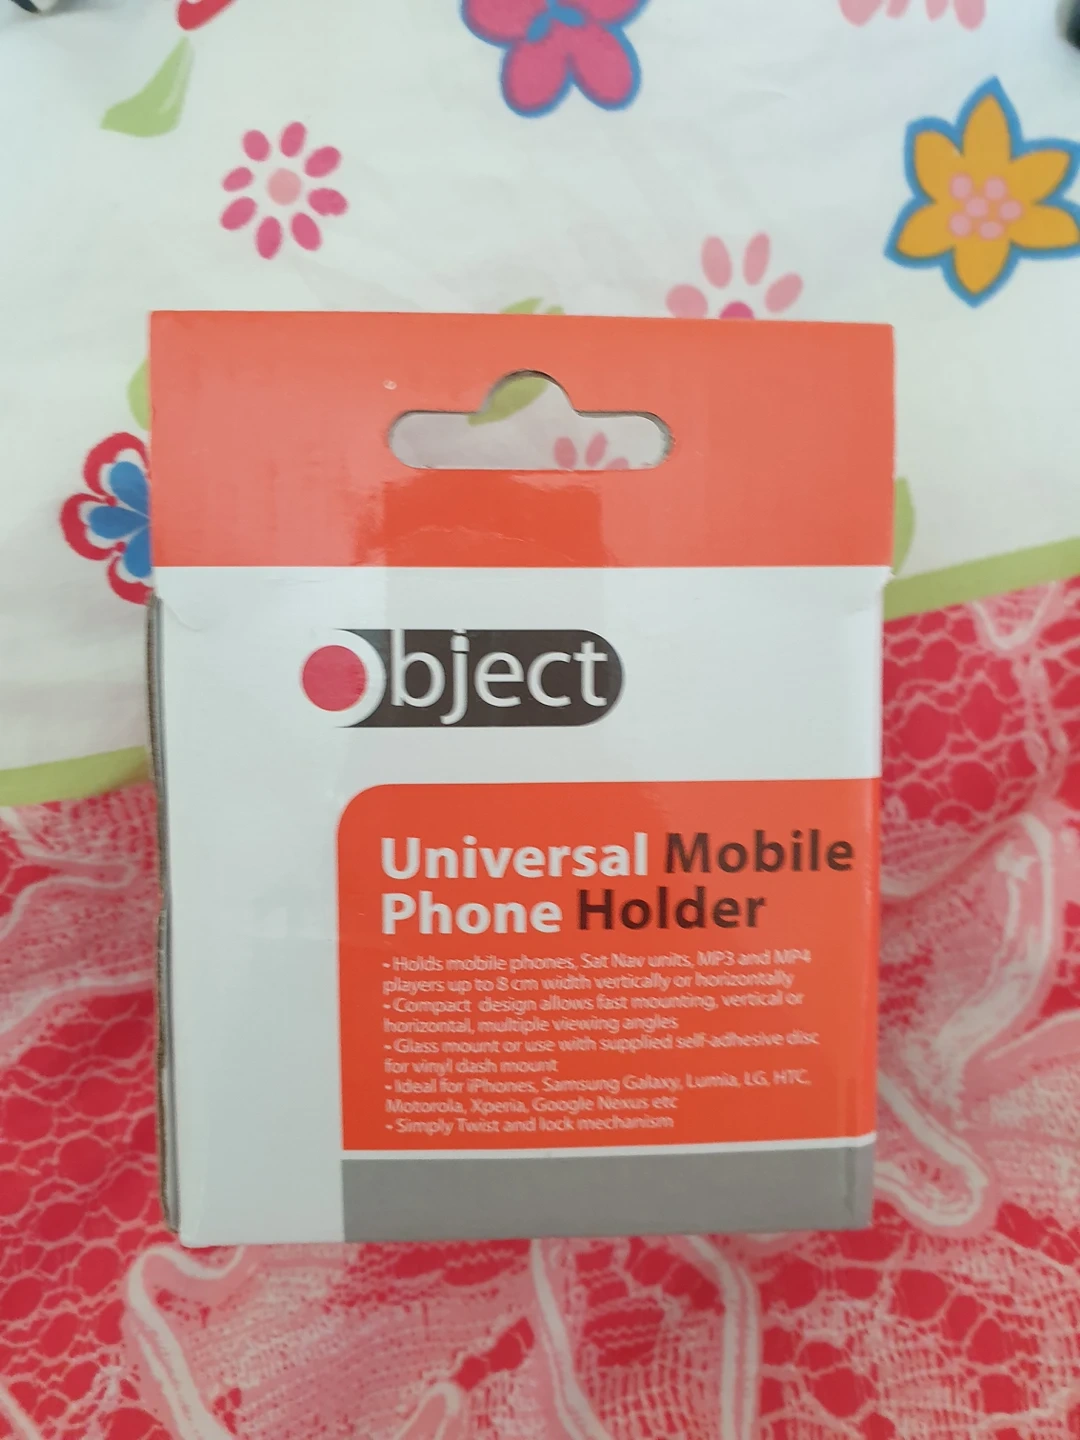 Object
Universal Mobile
Phone Holder
• Holds mobile phones, Sat Nav units, MP3 and MP4
players up to 8 cm width vertically or horizontally
• Compact design allows fast mounting, vertical or
horizontal, multiple viewing angles
• Glass mount or use with supplied self-adhesive disc
for vinyl dash mount
• Ideal for iPhones, Samsung Galaxy, Lumia, LG, HTC,
Motorola, Xperia, Google Nexus etc
• Simply Twist and lock mechanism